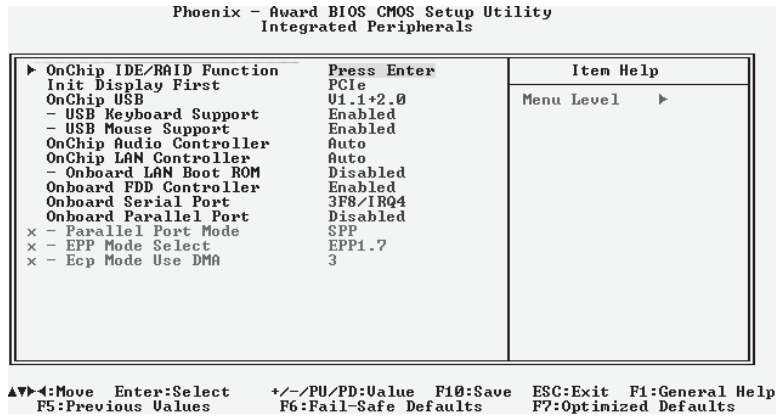 Phoenix - Award BIOS CMOS Setup Utility
Integrated Peripherals
▶ OnChip IDE/RAID Function Press Enter
Init Display First PCIe
OnChip USB V1.1+2.0
- USB Keyboard Support Enabled
- USB Mouse Support Enabled
OnChip Audio Controller Auto
OnChip LAN Controller Auto
- Onboard LAN Boot ROM Disabled
Onboard FDD Controller Enabled
Onboard Serial Port 3F8/IRQ4
Onboard Parallel Port Disabled
x - Parallel Port Mode SPP
x - EPP Mode Select EPP1.7
x - Ecp Mode Use DMA 3
Item Help
Menu Level ▶
▲▼▶◀:Move Enter:Select +/-/PU/PD:Value F10:Save ESC:Exit F1:General Help
F5:Previous Values F6:Fail-Safe Defaults F7:Optimized Defaults